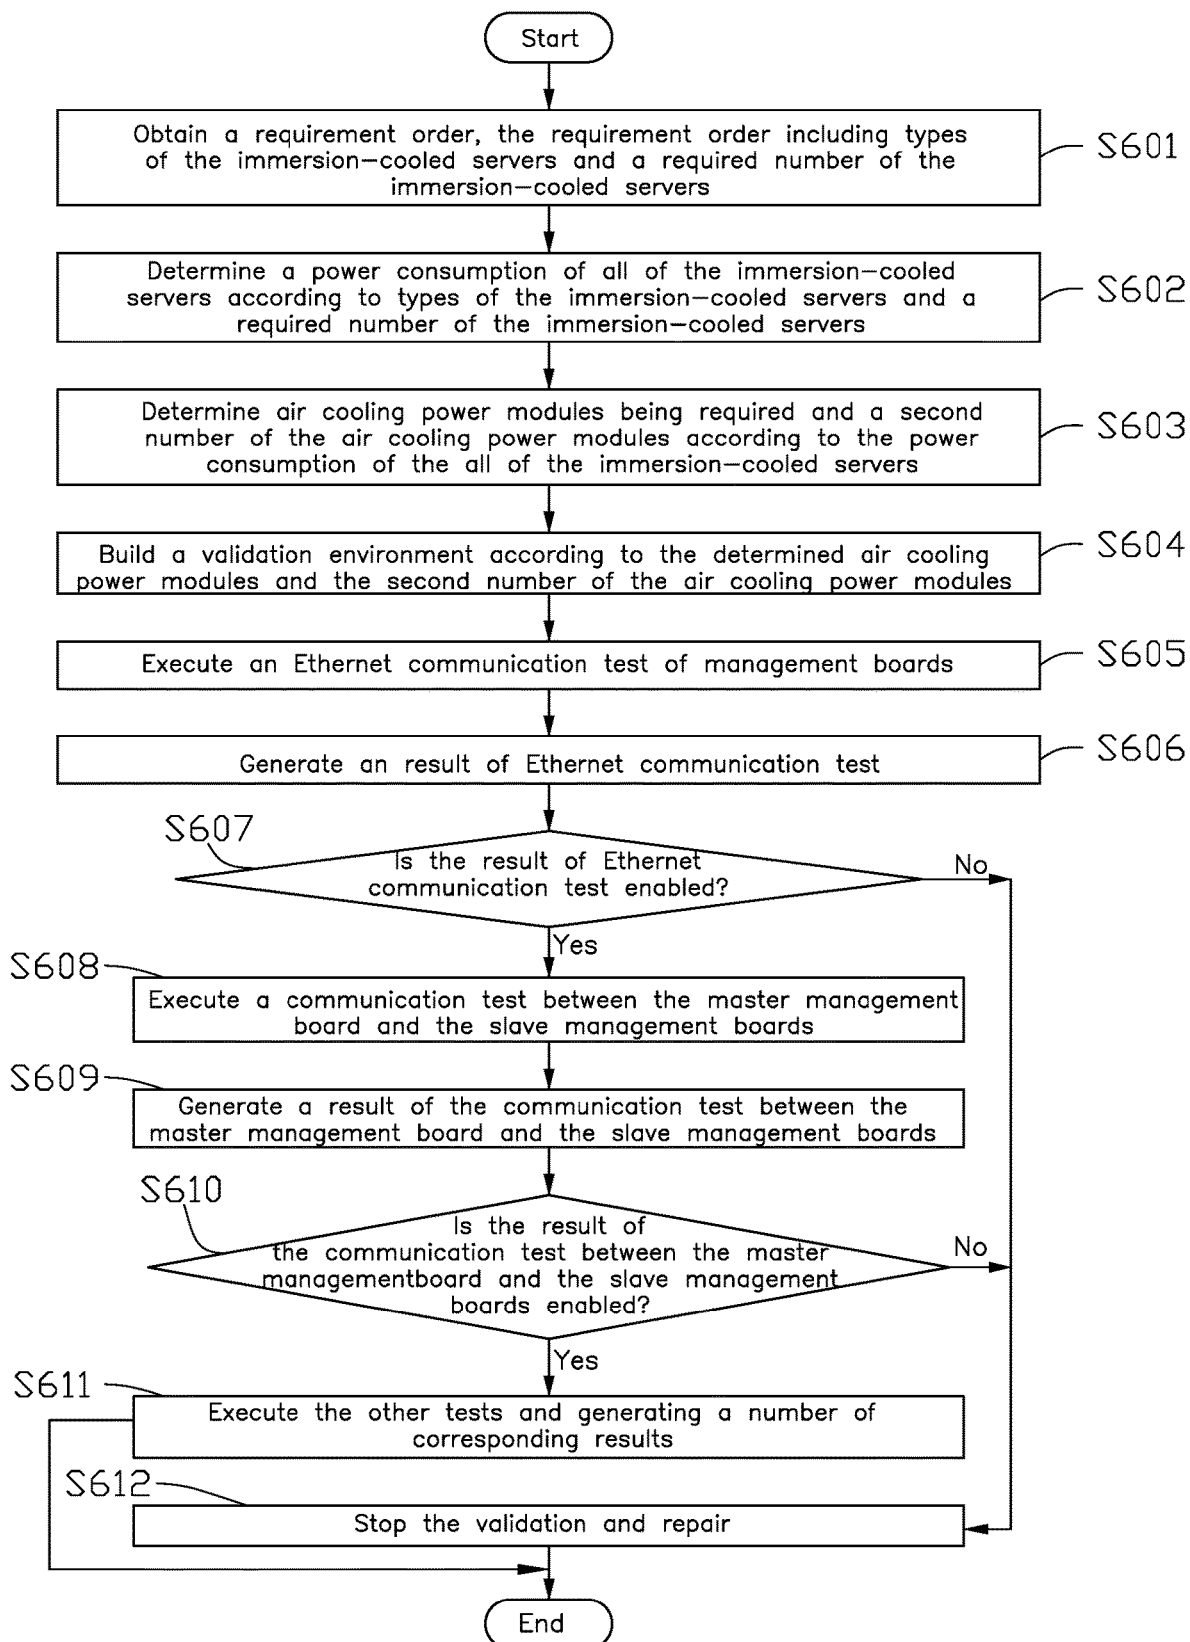 Start
Obtain a requirement order, the requirement order including types
of the immersion-cooled servers and a required number of the
immersion-cooled servers
S601
Determine a power consumption of all of the immersion-cooled
servers according to types of the immersion-cooled servers and a
required number of the immersion-cooled servers
S602
Determine air cooling power modules being required and a second
number of the air cooling power modules according to the power
consumption of the all of the immersion-cooled servers
S603
Build a validation environment according to the determined air cooling
power modules and the second number of the air cooling power modules
S604
Execute an Ethernet communication test of management boards
S605
Generate an result of Ethernet communication test
S606
S607
Is the result of Ethernet
communication test enabled?
No
Yes
S608
Execute a communication test between the master management
board and the slave management boards
S609
Generate a result of the communication test between the
master management board and the slave management boards
S610
Is the result of
the communication test between the master
managementboard and the slave management
boards enabled?
No
Yes
S611
Execute the other tests and generating a number of
corresponding results
S612
Stop the validation and repair
End